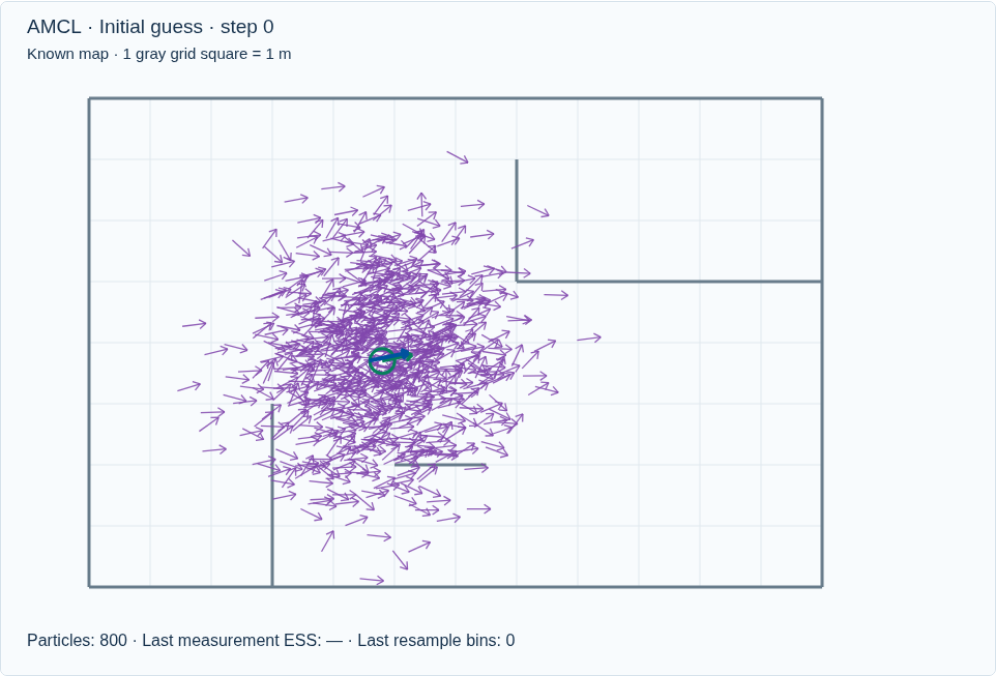 AMCL · Initial guess · step 0
Known map · 1 gray grid square = 1 m
Particles: 800 · Last measurement ESS: — · Last resample bins: 0